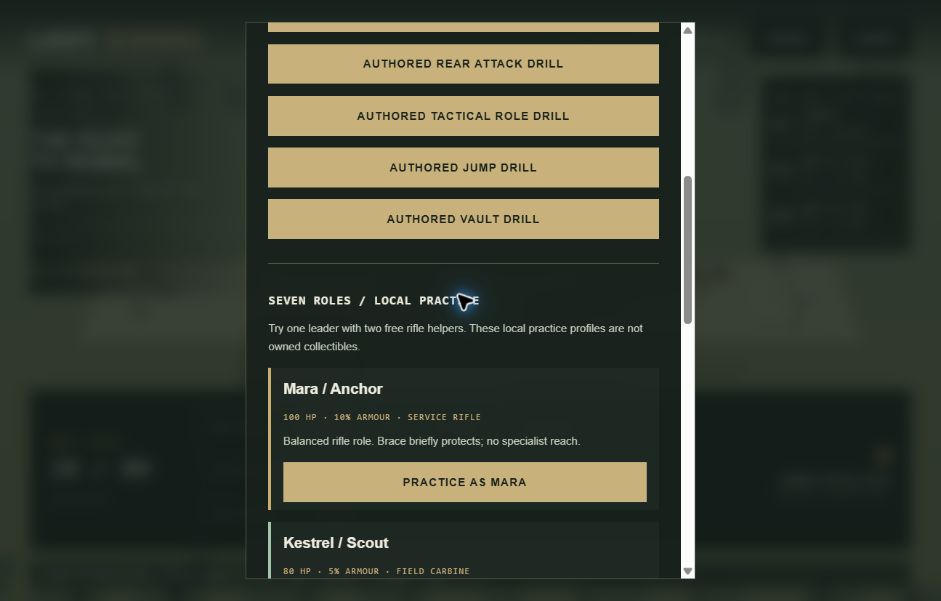 AUTHORED REAR ATTACK DRILL
AUTHORED TACTICAL ROLE DRILL
AUTHORED JUMP DRILL
AUTHORED VAULT DRILL
SEVEN ROLES / LOCAL PRACTICE
Try one leader with two free rifle helpers. These local practice profiles are not
owned collectibles.
Mara / Anchor
100 HP · 10% ARMOUR · SERVICE RIFLE
Balanced rifle role. Brace briefly protects; no specialist reach.
PRACTICE AS MARA
Kestrel / Scout
80 HP · 5% ARMOUR · FIELD CARBINE